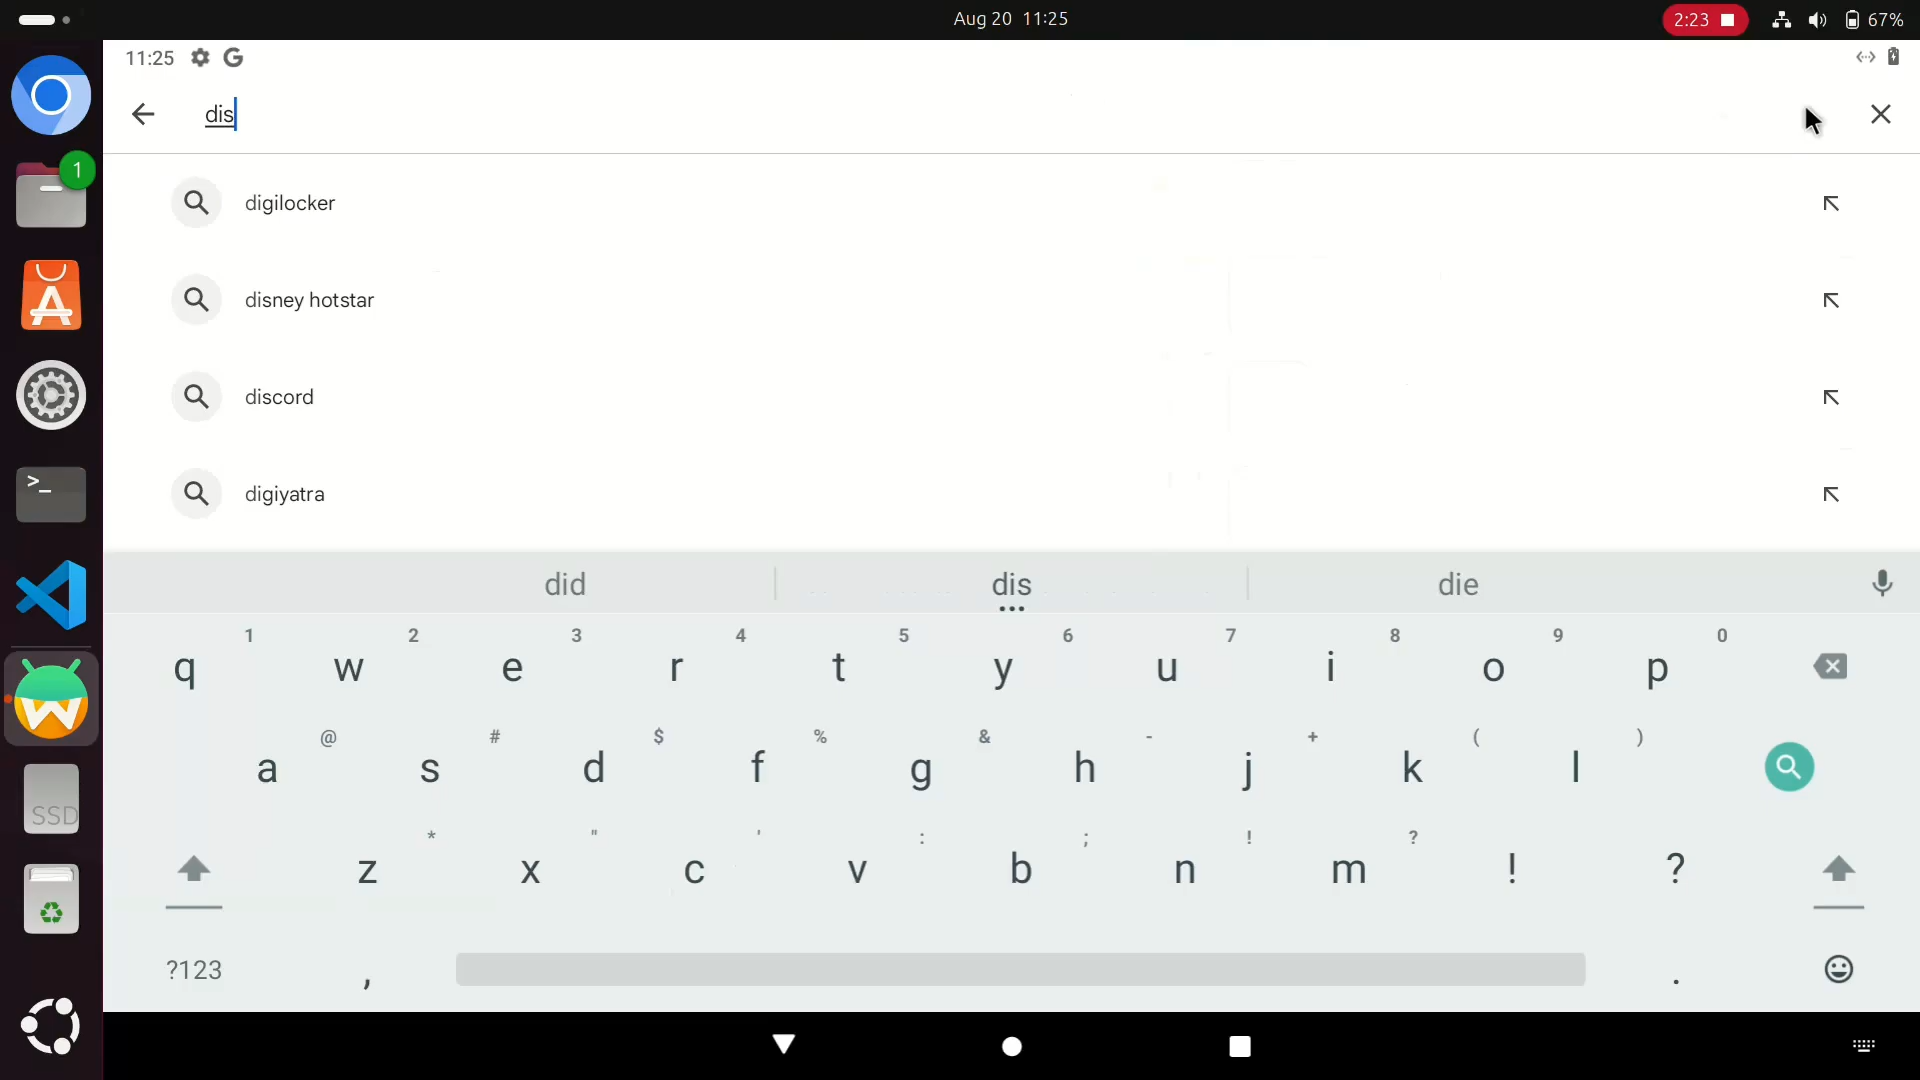 Aug 20 11:25
2:23
67%
11:25
dis
1
digilocker
disney hotstar
discord
digiyatra
did
dis
die
1 2 3 4 5 6 7 8 9 0
q w e r t y u i o p
@ # $ % & - + ( )
a s d f g h j k l
* " ' : ; ! ?
z x c v b n m ! ?
?123 , .
>_
SSD